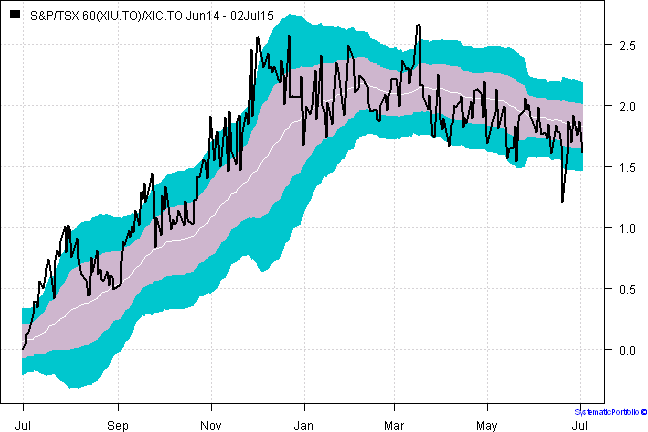 S&P/TSX 60(XIU.TO)/XIC.TO Jun14 - 02Jul15
2.5
2.0
1.5
1.0
0.5
0.0
Jul Sep Nov Jan Mar May Jul
SystematicPortfolio ©